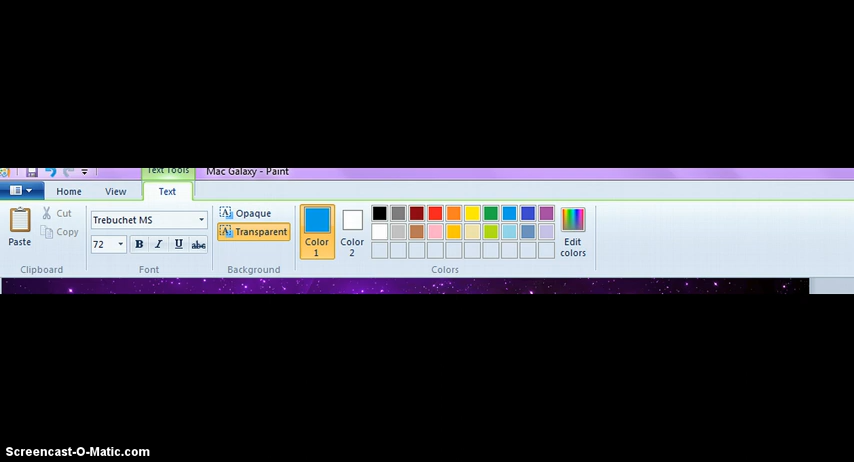 Text Tools
Mac Galaxy - Paint
Home
View
Text
Paste
Cut
Copy
Clipboard
Trebuchet MS
72
B I U abc
Font
Opaque
Transparent
Background
Color 1
Color 2
Edit colors
Colors
Screencast-O-Matic.com